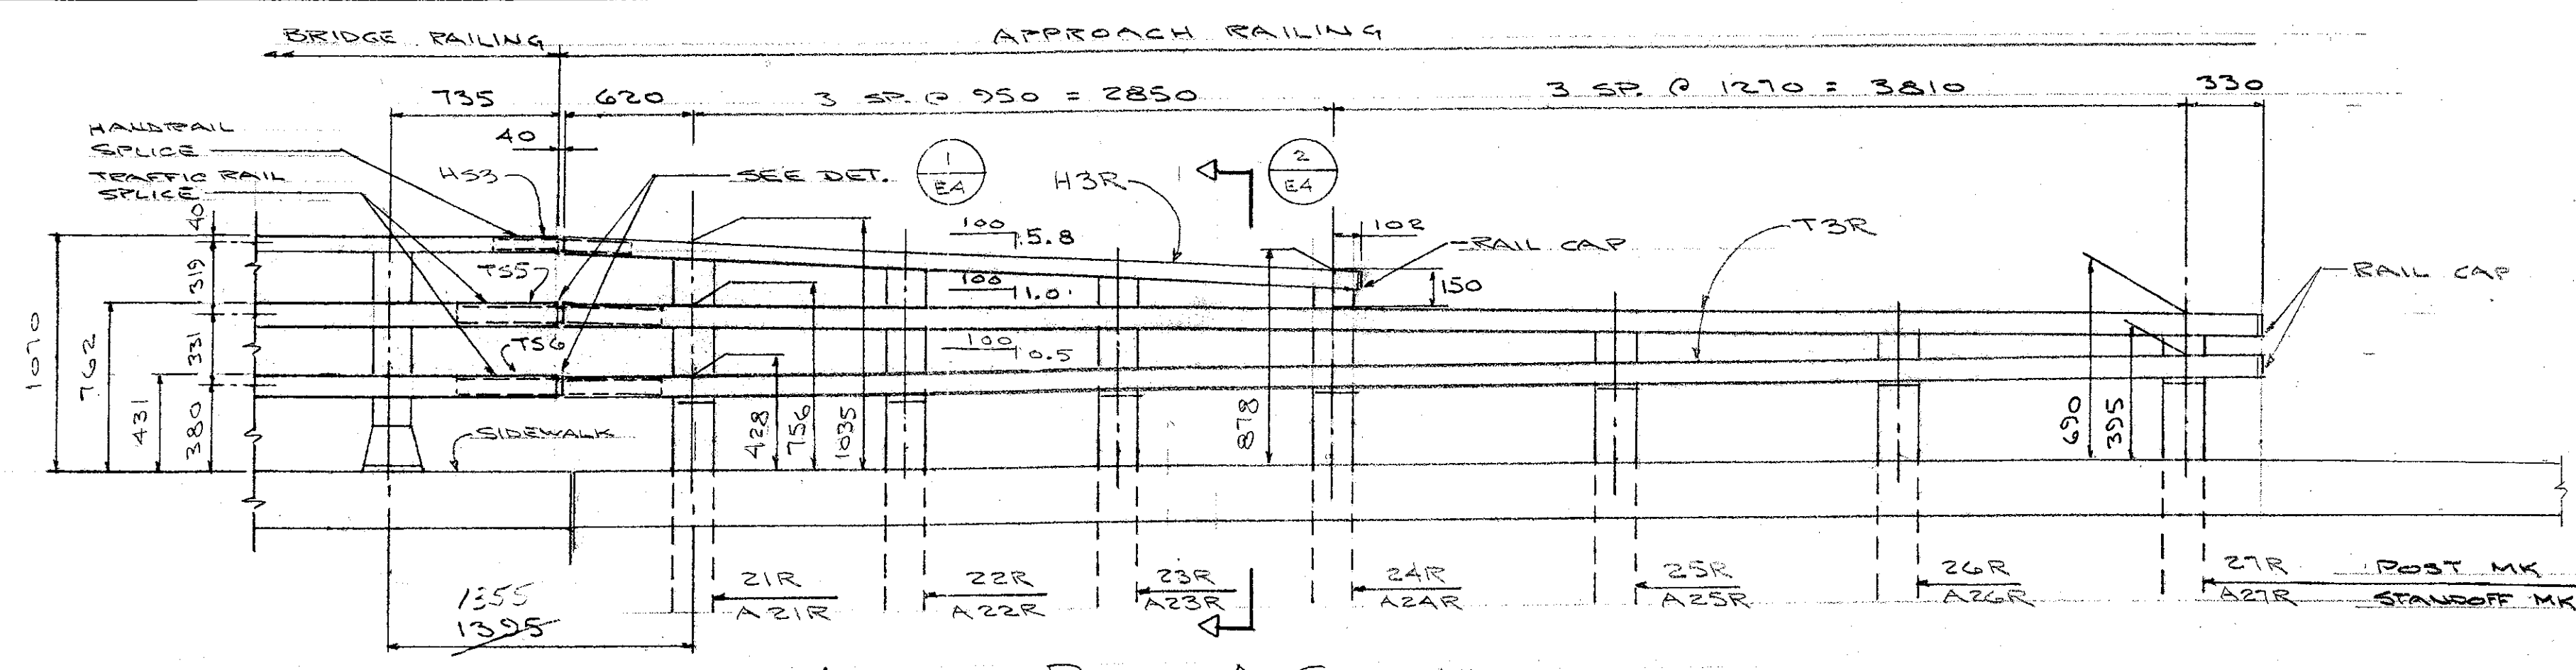 BRIDGE RAILING
APPROACH RAILING
735
620
3 SP. @ 950 = 2850
3 SP. @ 1270 = 3810
330
40
HANDRAIL
SPLICE
TRAFFIC RAIL
SPLICE
HS3
SEE DET.
1
E4
H3R
2
E4
102
RAIL CAP
T3R
RAIL CAP
100
5.8
100
1.0
100
0.5
150
TS5
TS6
40
319
331
380
1070
762
431
SIDEWALK
428
756
1035
878
690
395
21R
A21R
22R
A22R
23R
A23R
24R
A24R
25R
A25R
26R
A26R
27R
A27R
POST MK
STANDOFF MK
1355
1395